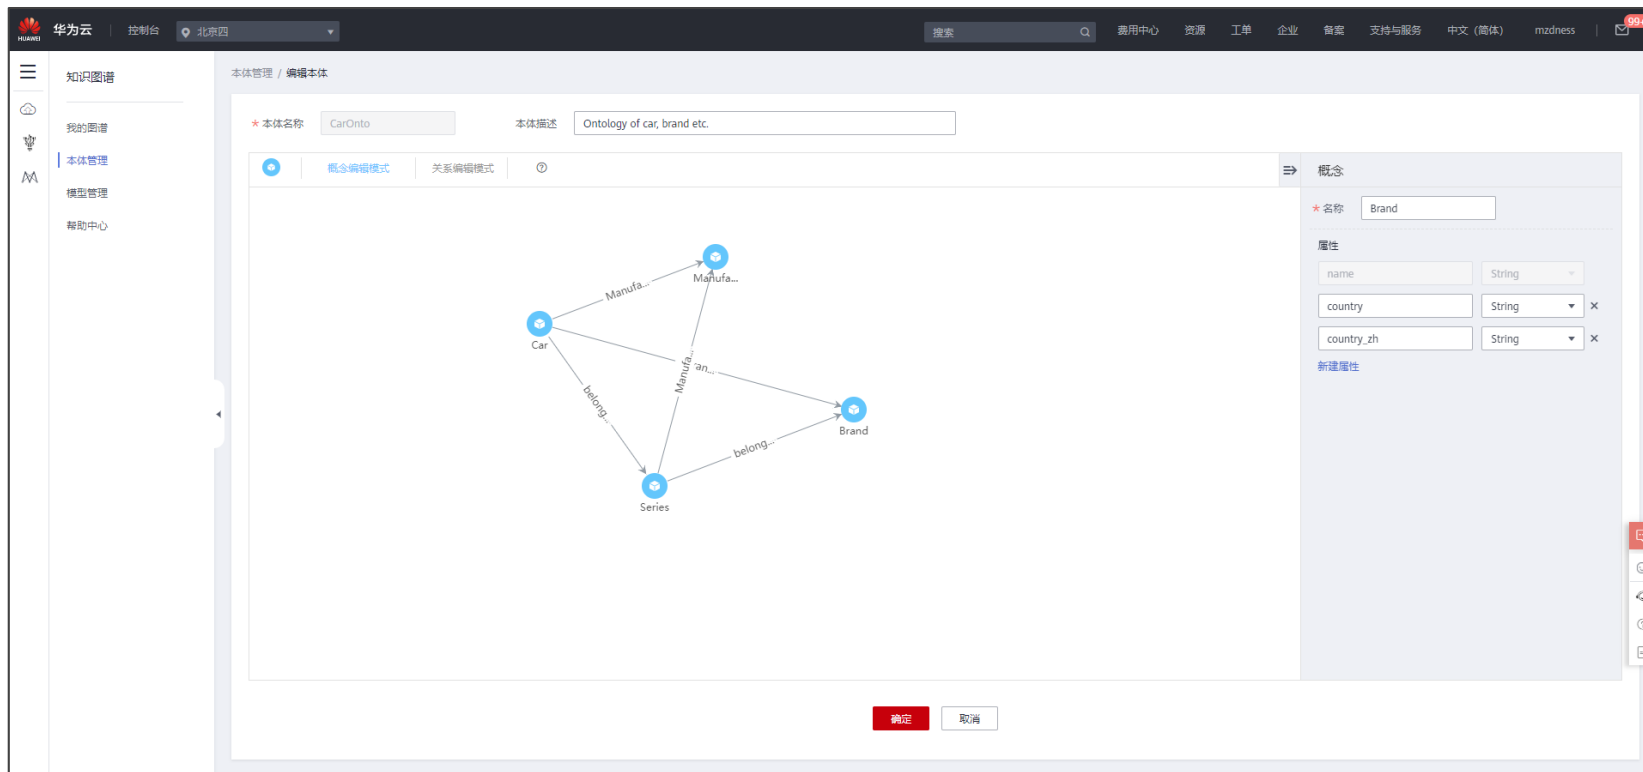 HUAWEI 华为云 控制台 北京四 搜索 费用中心 资源 工单 企业 备案 支持与服务 中文（简体） mzdness 99+
知识图谱
我的图谱
本体管理
模型管理
帮助中心
本体管理 / 编辑本体
* 本体名称 CarOnto 本体描述 Ontology of car, brand etc.
概念编辑模式 关系编辑模式
Manufa...
Manufa...
Car
Manufa...
an...
belong...
Brand
belong...
Series
概念
* 名称 Brand
属性
name String
country String
country_zh String
新建属性
确定 取消